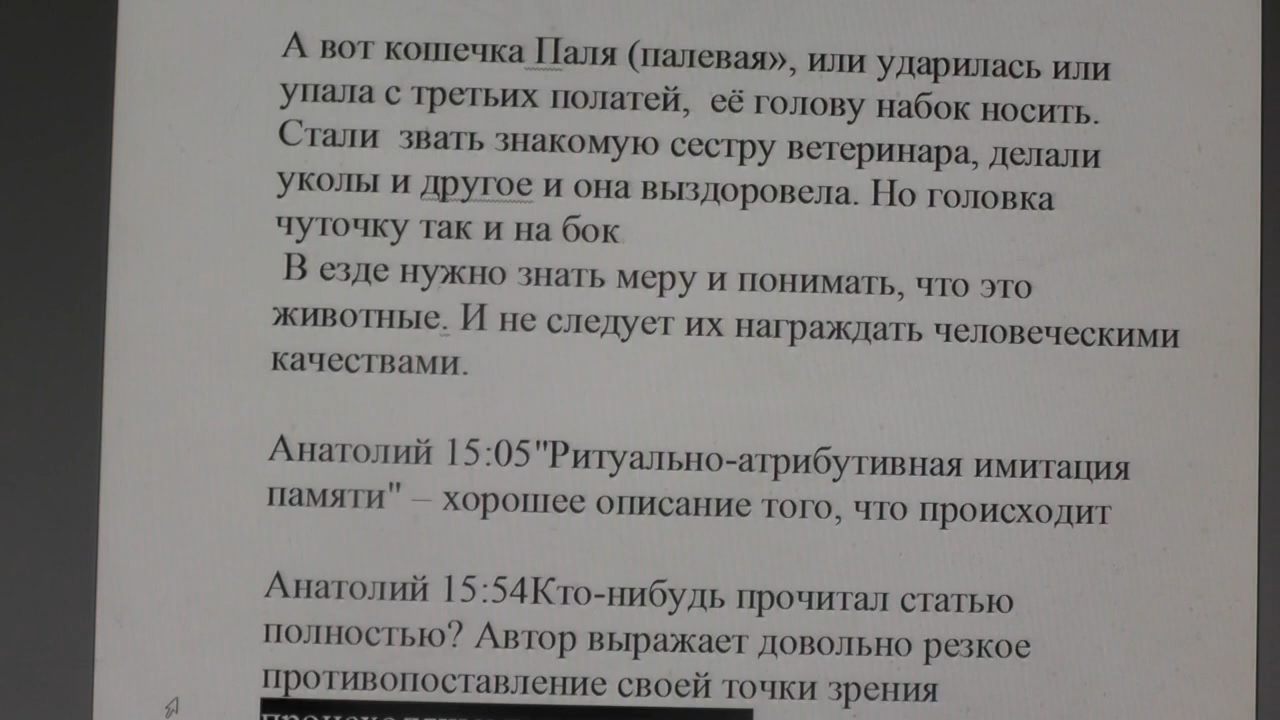 А вот кошечка Паля (палевая», или ударилась или
упала с третьих полатей,  её голову набок носить.
Стали  звать знакомую сестру ветеринара, делали
уколы и другое и она выздоровела. Но головка
чуточку так и на бок
В езде нужно знать меру и понимать, что это
животные. И не следует их награждать человеческими
качествами.
Анатолий 15:05"Ритуально-атрибутивная имитация
памяти" – хорошее описание того, что происходит
Анатолий 15:54Кто-нибудь прочитал статью
полностью? Автор выражает довольно резкое
противопоставление своей точки зрения